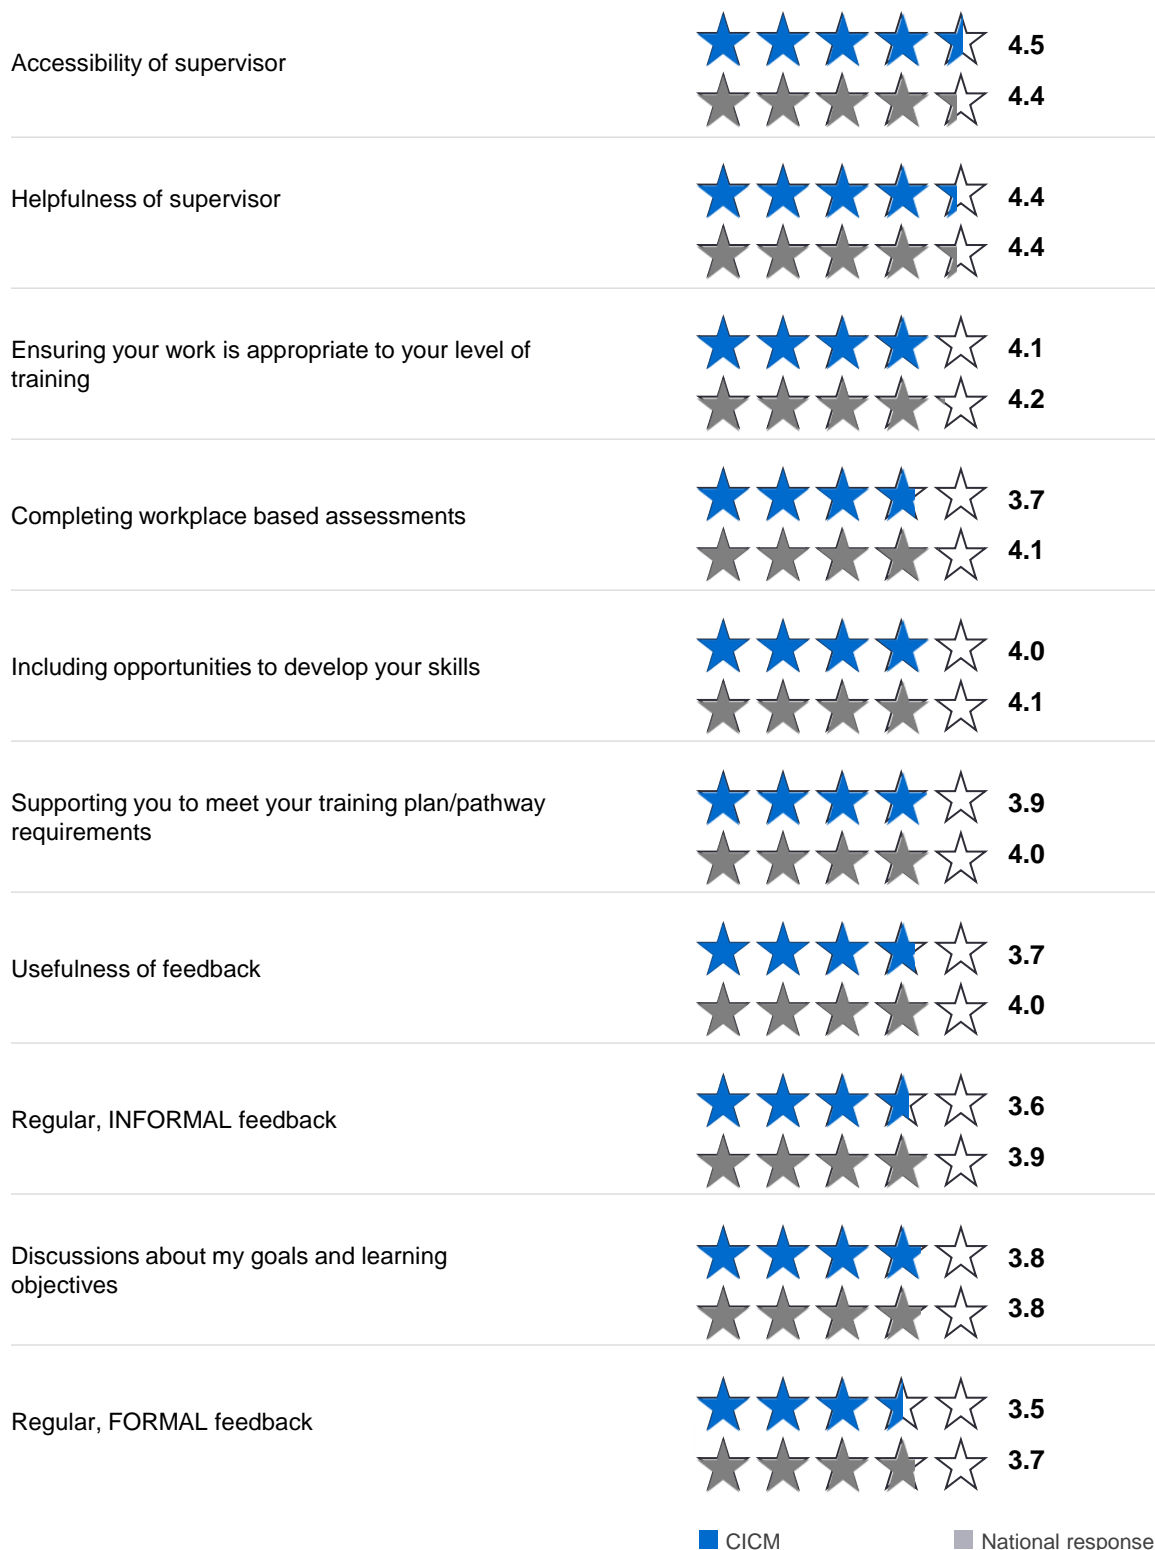 Accessibility of supervisor
4.5
4.4
Helpfulness of supervisor
4.4
4.4
Ensuring your work is appropriate to your level of
training
4.1
4.2
Completing workplace based assessments
3.7
4.1
Including opportunities to develop your skills
4.0
4.1
Supporting you to meet your training plan/pathway
requirements
3.9
4.0
Usefulness of feedback
3.7
4.0
Regular, INFORMAL feedback
3.6
3.9
Discussions about my goals and learning
objectives
3.8
3.8
Regular, FORMAL feedback
3.5
3.7
CICM
National response